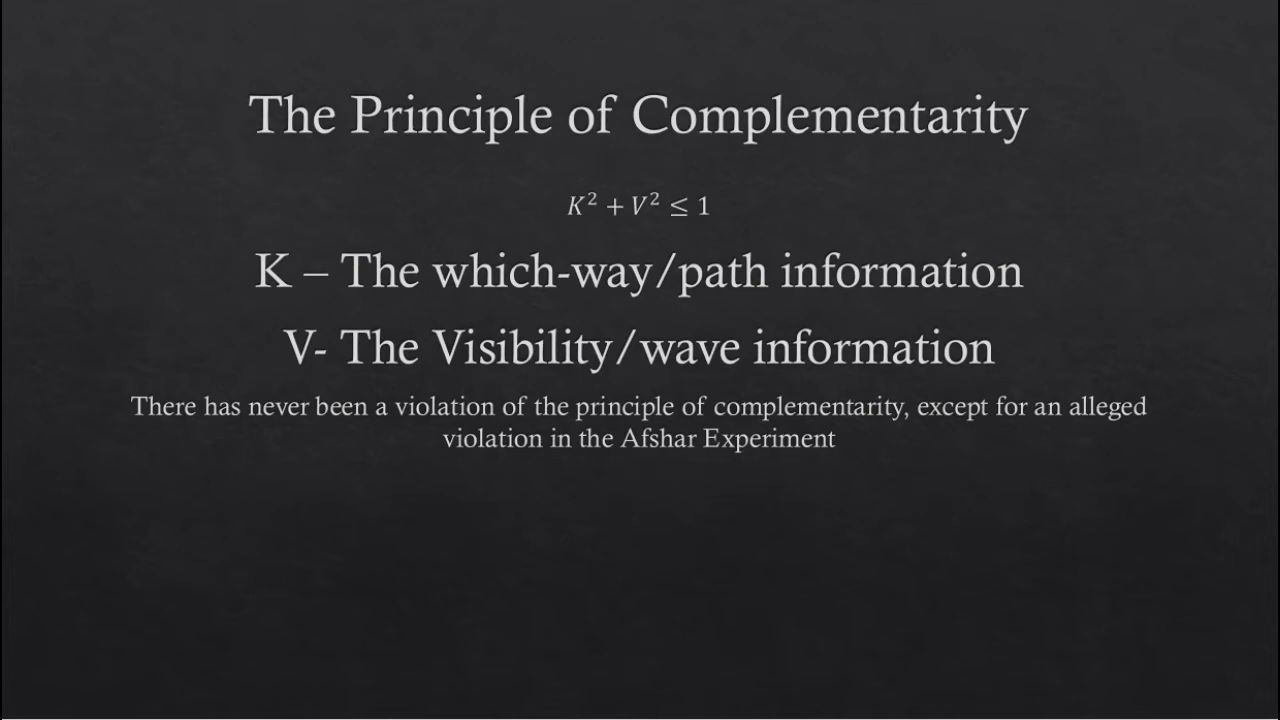 The Principle of Complementarity
K² + V² ≤ 1
K – The which-way/path information
V- The Visibility/wave information
There has never been a violation of the principle of complementarity, except for an alleged
violation in the Afshar Experiment